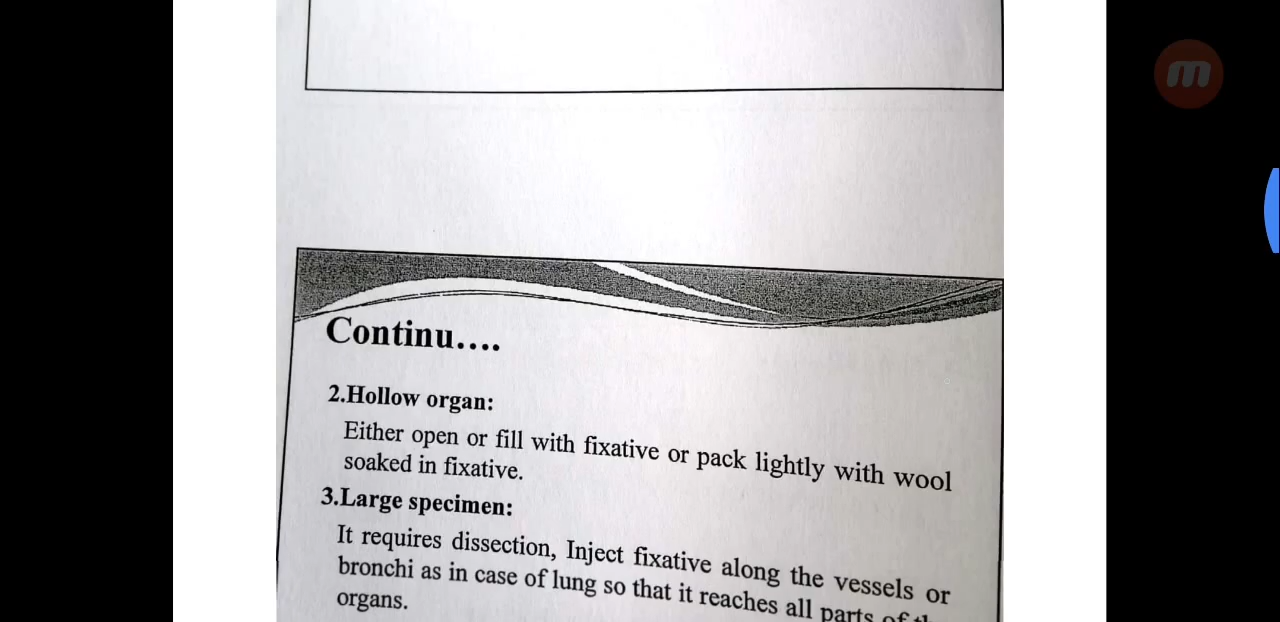 Continu....
2.Hollow organ:
Either open or fill with fixative or pack lightly with wool
soaked in fixative.
3.Large specimen:
It requires dissection, Inject fixative along the vessels or
bronchi as in case of lung so that it reaches all parts of
organs.